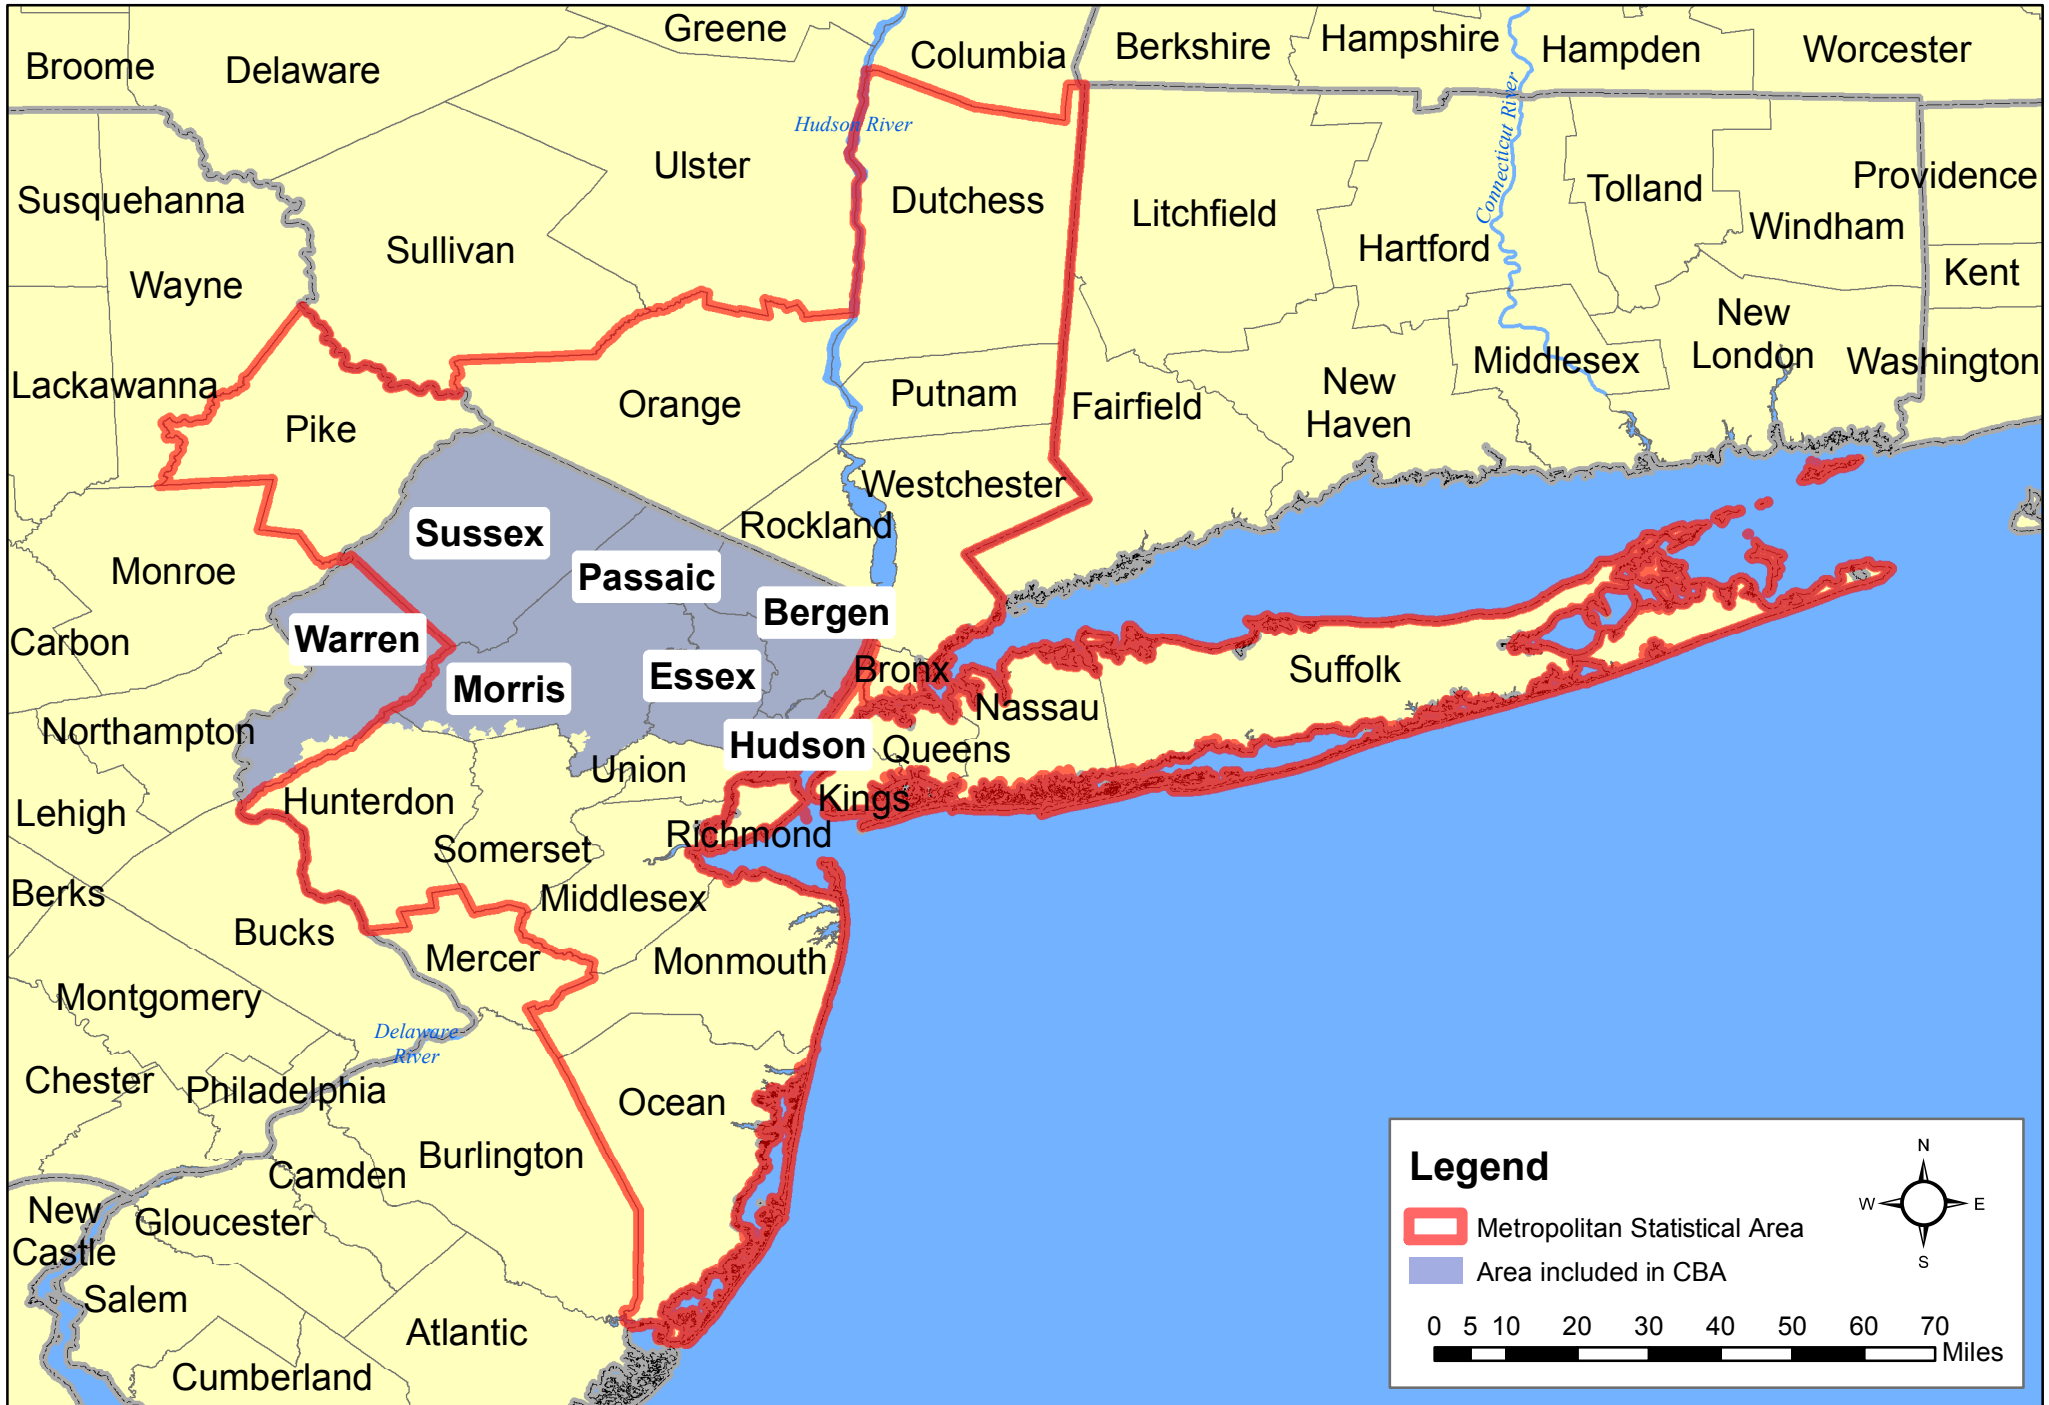 Greene
Columbia
Berkshire
Hampshire
Hampden
Worcester
Broome
Delaware
Hudson River
Connecticut River
Ulster
Susquehanna
Dutchess
Litchfield
Tolland
Providence
Windham
Sullivan
Hartford
Wayne
Kent
New
London
Middlesex
Washington
Lackawanna
Pike
Orange
Putnam
Fairfield
New
Haven
Westchester
Rockland
Sussex
Monroe
Passaic
Bergen
Carbon
Warren
Bronx
Suffolk
Morris
Essex
Nassau
Northampton
Hudson
Queens
Union
Hunterdon
Kings
Lehigh
Richmond
Somerset
Berks
Middlesex
Bucks
Mercer
Monmouth
Montgomery
Delaware
River
Chester
Philadelphia
Ocean
Burlington
Camden
New
Castle
Gloucester
Salem
Atlantic
Cumberland
Legend
Metropolitan Statistical Area
Area included in CBA
N
W
E
S
0 5 10 20 30 40 50 60 70
Miles